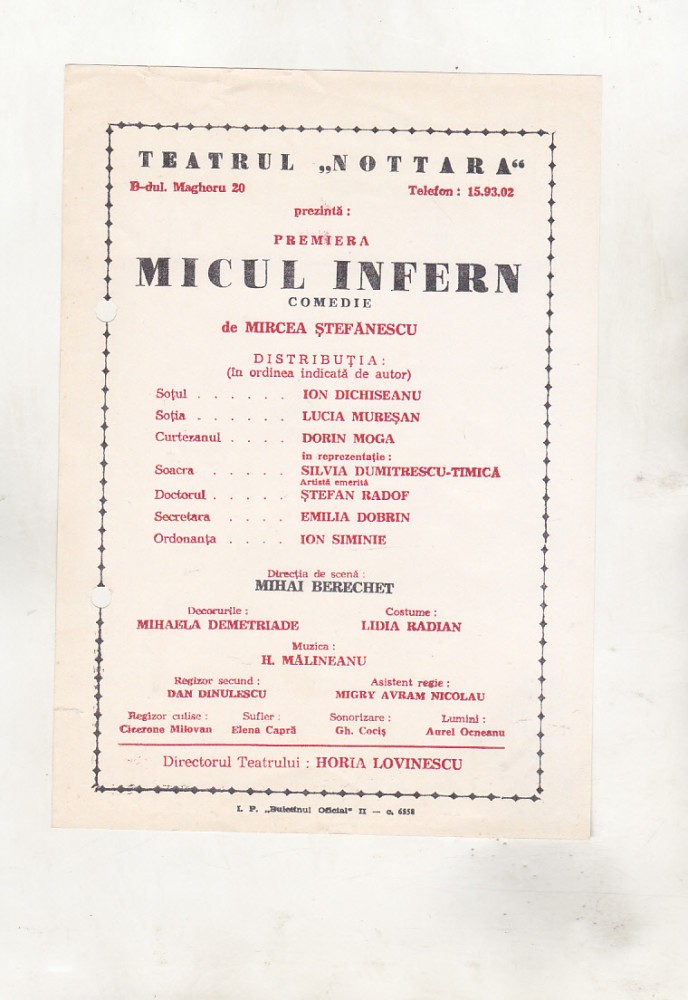 TEATRUL „NOTTARA“
B-dul. Magheru 20 Telefon : 15.93.02
prezintă :
PREMIERA
MICUL INFERN
COMEDIE
de MIRCEA ŞTEFĂNESCU
DISTRIBUŢIA :
(In ordinea indicată de autor)
Soţul . . . . . . ION DICHISEANU
Soţia . . . . . . LUCIA MUREŞAN
Curtezanul . . . . DORIN MOGA
în reprezentaţie :
Soacra . . . . . SILVIA DUMITRESCU-TIMICĂ
Artistă emerită
Doctorul . . . . . ŞTEFAN RADOF
Secretara . . . . EMILIA DOBRIN
Ordonanţa . . . . ION SIMINIE
Direcţia de scenă :
MIHAI BERECHET
Decorurile : Costume :
MIHAELA DEMETRIADE LIDIA RADIAN
Muzica :
H. MĂLINEANU
Regizor secund : Asistent regie :
DAN DINULESCU MIGRY AVRAM NICOLAU
Regizor culise : Sufler : Sonorizare : Lumini :
Cicerone Milovan Elena Capră Gh. Cociş Aurel Ocneanu
Directorul Teatrului : HORIA LOVINESCU
I. P. „Buletinul Oficial“ II — c. 6558